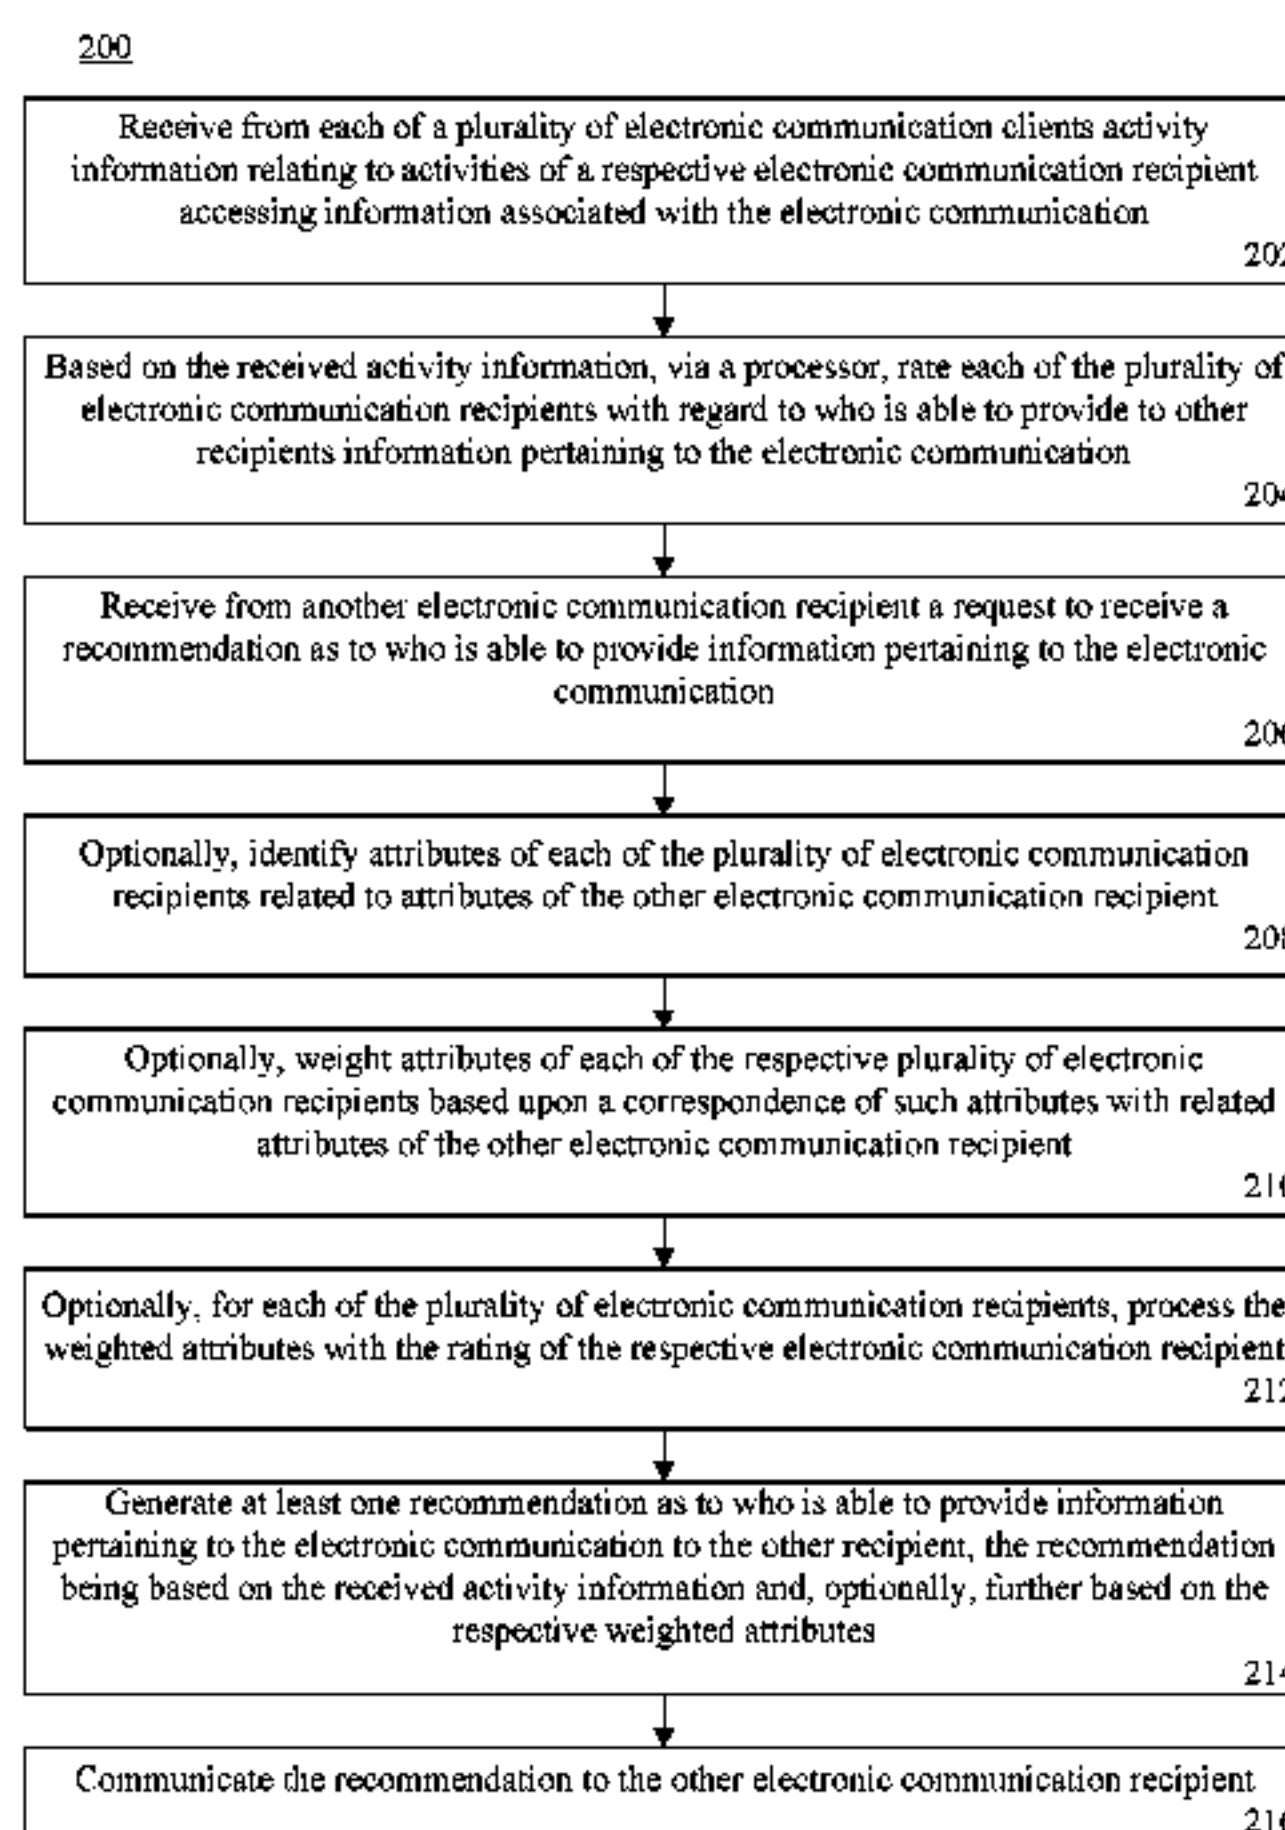 200
Receive from each of a plurality of electronic communication clients activity
information relating to activities of a respective electronic communication recipient
accessing information associated with the electronic communication
202
Based on the received activity information, via a processor, rate each of the plurality of
electronic communication recipients with regard to who is able to provide to other
recipients information pertaining to the electronic communication
204
Receive from another electronic communication recipient a request to receive a
recommendation as to who is able to provide information pertaining to the electronic
communication
206
Optionally, identify attributes of each of the plurality of electronic communication
recipients related to attributes of the other electronic communication recipient
208
Optionally, weight attributes of each of the respective plurality of electronic
communication recipients based upon a correspondence of such attributes with related
attributes of the other electronic communication recipient
210
Optionally, for each of the plurality of electronic communication recipients, process the
weighted attributes with the rating of the respective electronic communication recipient
212
Generate at least one recommendation as to who is able to provide information
pertaining to the electronic communication to the other recipient, the recommendation
being based on the received activity information and, optionally, further based on the
respective weighted attributes
214
Communicate the recommendation to the other electronic communication recipient
216